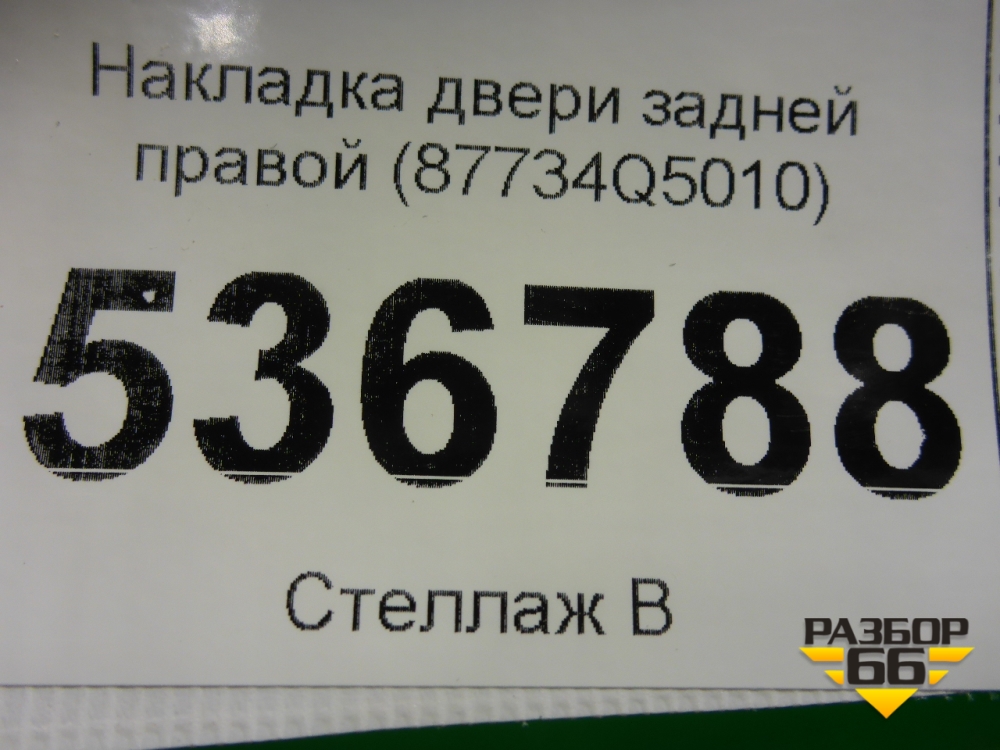 Накладка двери задней
правой (87734Q5010)
536788
Стеллаж В
РАЗБОР
66